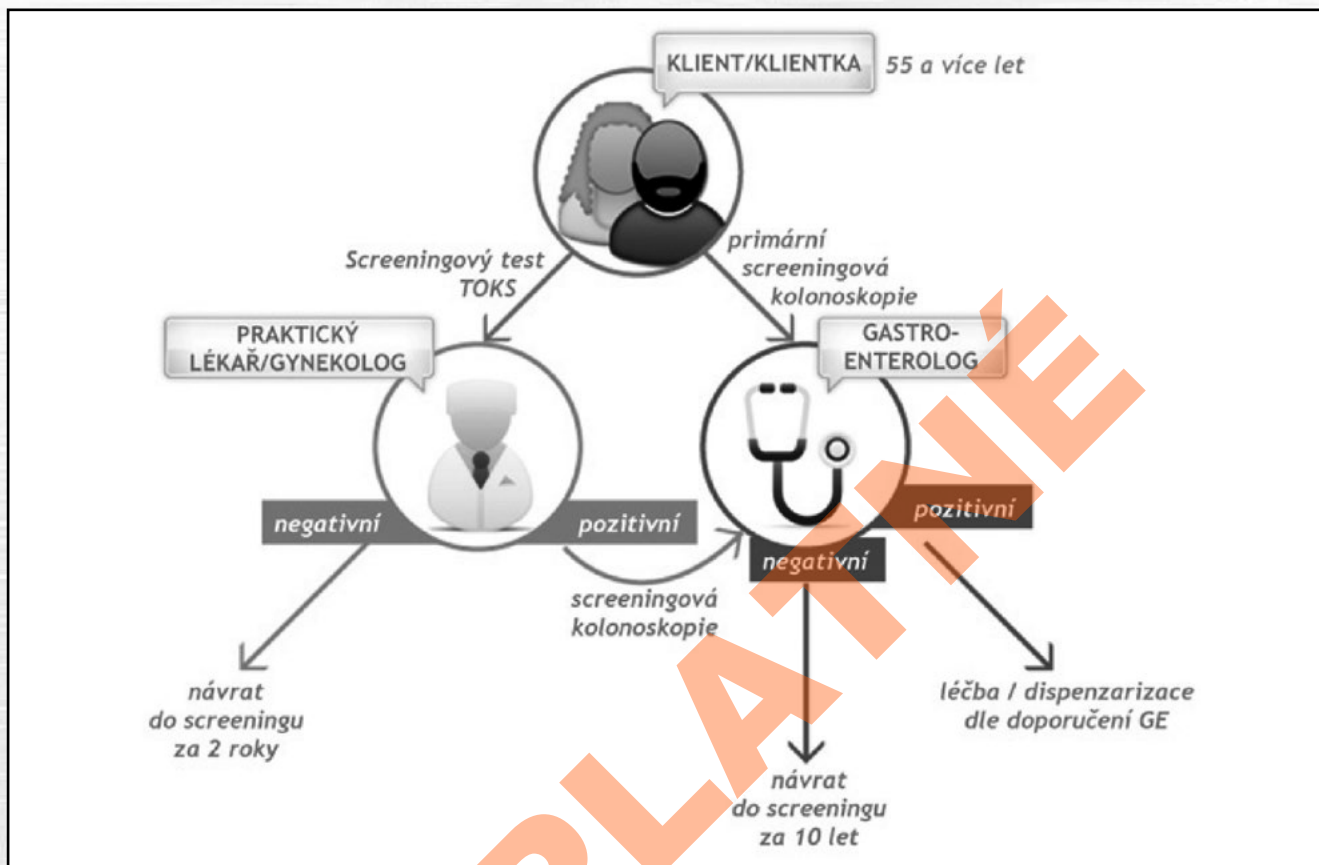 KLIENT/KLIENTKA
55 a více let
Screeningový test
TOKS
primární
screeningová
kolonoskopie
PRAKTICKÝ
LÉKAŘ/GYNEKOLOG
GASTRO-
ENTEROLOG
negativní
pozitivní
pozitivní
negativní
screeningová
kolonoskopie
návrat
do screeningu
za 2 roky
léčba / dispenzarizace
dle doporučení GE
návrat
do screeningu
za 10 let
PLATNÉ